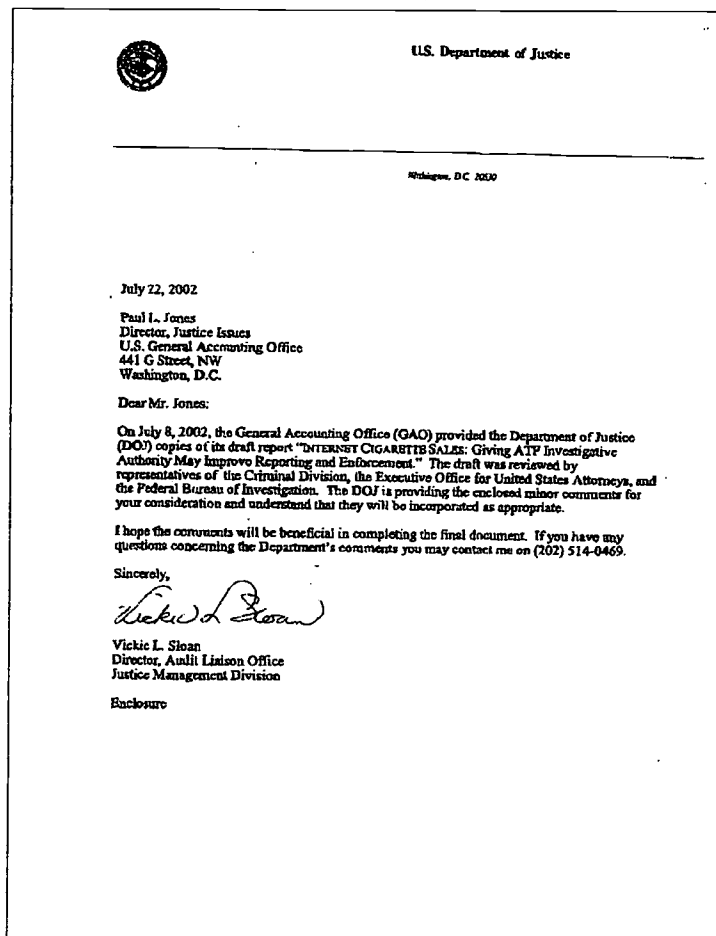 U.S. Department of Justice
Washington, D.C. 20530
July 22, 2002
Paul L. Jones
Director, Justice Issues
U.S. General Accounting Office
441 G Street, NW
Washington, D.C.
Dear Mr. Jones:
On July 8, 2002, the General Accounting Office (GAO) provided the Department of Justice
(DOJ) copies of its draft report "INTERNET CIGARETTE SALES: Giving ATF Investigative
Authority May Improve Reporting and Enforcement." The draft was reviewed by
representatives of the Criminal Division, the Executive Office for United States Attorneys, and
the Federal Bureau of Investigation. The DOJ is providing the enclosed minor comments for
your consideration and understand that they will be incorporated as appropriate.
I hope the comments will be beneficial in completing the final document. If you have any
questions concerning the Department's comments you may contact me on (202) 514-0469.
Sincerely,
Vickie L Sloan
Vickie L. Sloan
Director, Audit Liaison Office
Justice Management Division
Enclosure